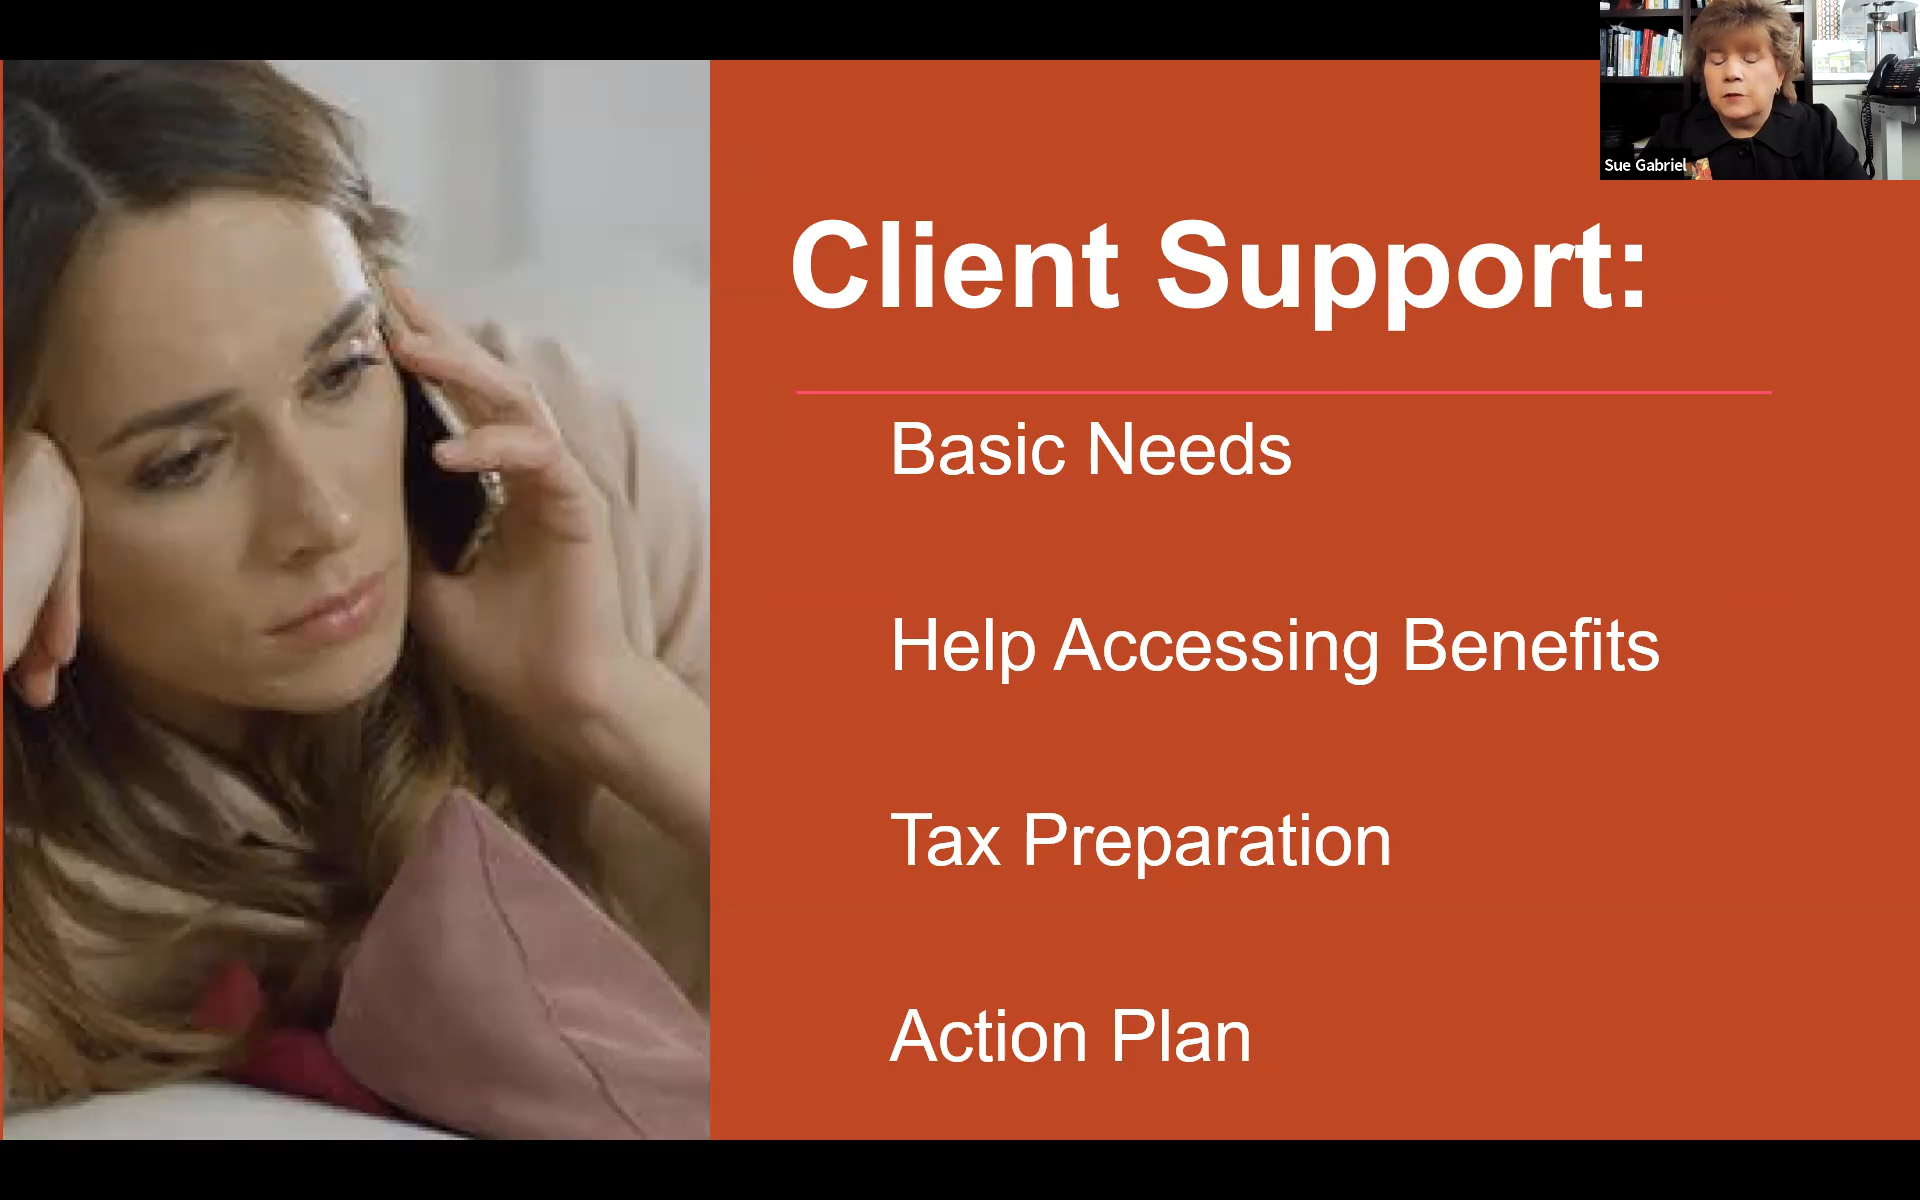 Sue Gabriel
Client Support:
Basic Needs
Help Accessing Benefits
Tax Preparation
Action Plan